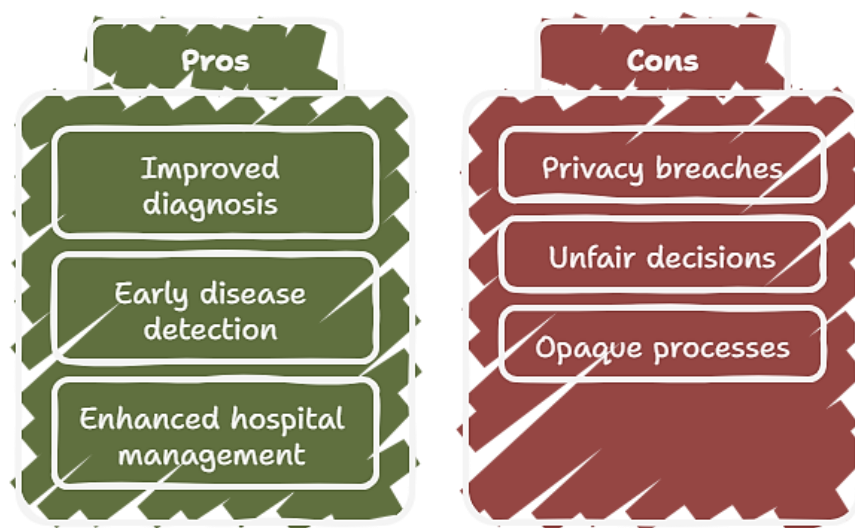 Pros
Improved
diagnosis
Early disease
detection
Enhanced hospital
management
Cons
Privacy breaches
Unfair decisions
Opaque processes